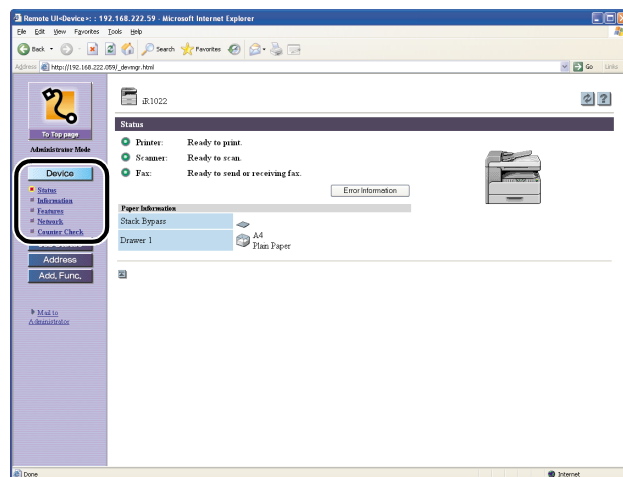 Remote UI<Device>: : 192.168.222.59 - Microsoft Internet Explorer
File Edit View Favorites Tools Help
Back Search Favorites
Address http://192.168.222.059/_devmgr.html Go Links
To Top page
Administrator Mode
Device
Status
Information
Features
Network
Counter Check
Address
Add. Func.
Mail to
Administrator
iR1022
Status
Printer: Ready to print.
Scanner: Ready to scan.
Fax: Ready to send or receiving fax.
Error Information
Paper Information
Stack Bypass
Drawer 1 A4
Plain Paper
Done Internet